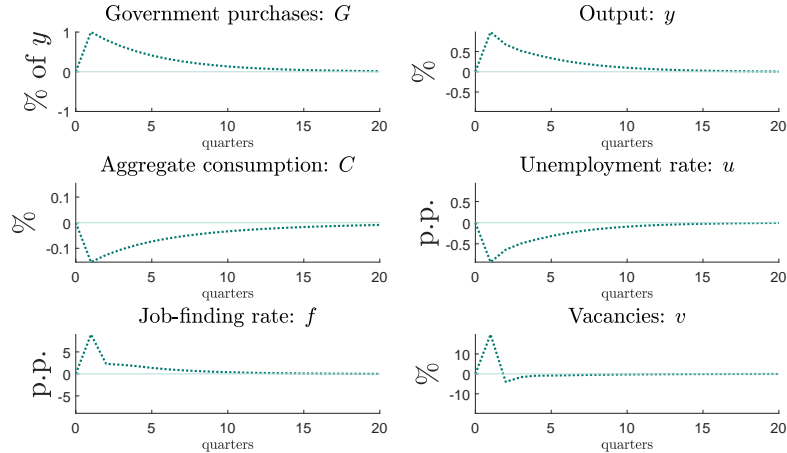 Government purchases: G
% of y
1
0
-1
0 5 10 15 20
quarters
Output: y
%
0.5
0
-0.5
0 5 10 15 20
quarters
Aggregate consumption: C
%
0.1
0
-0.1
0 5 10 15 20
quarters
Unemployment rate: u
p.p.
0.5
0
-0.5
0 5 10 15 20
quarters
Job-finding rate: f
p.p.
5
0
-5
0 5 10 15 20
quarters
Vacancies: v
%
10
0
-10
0 5 10 15 20
quarters